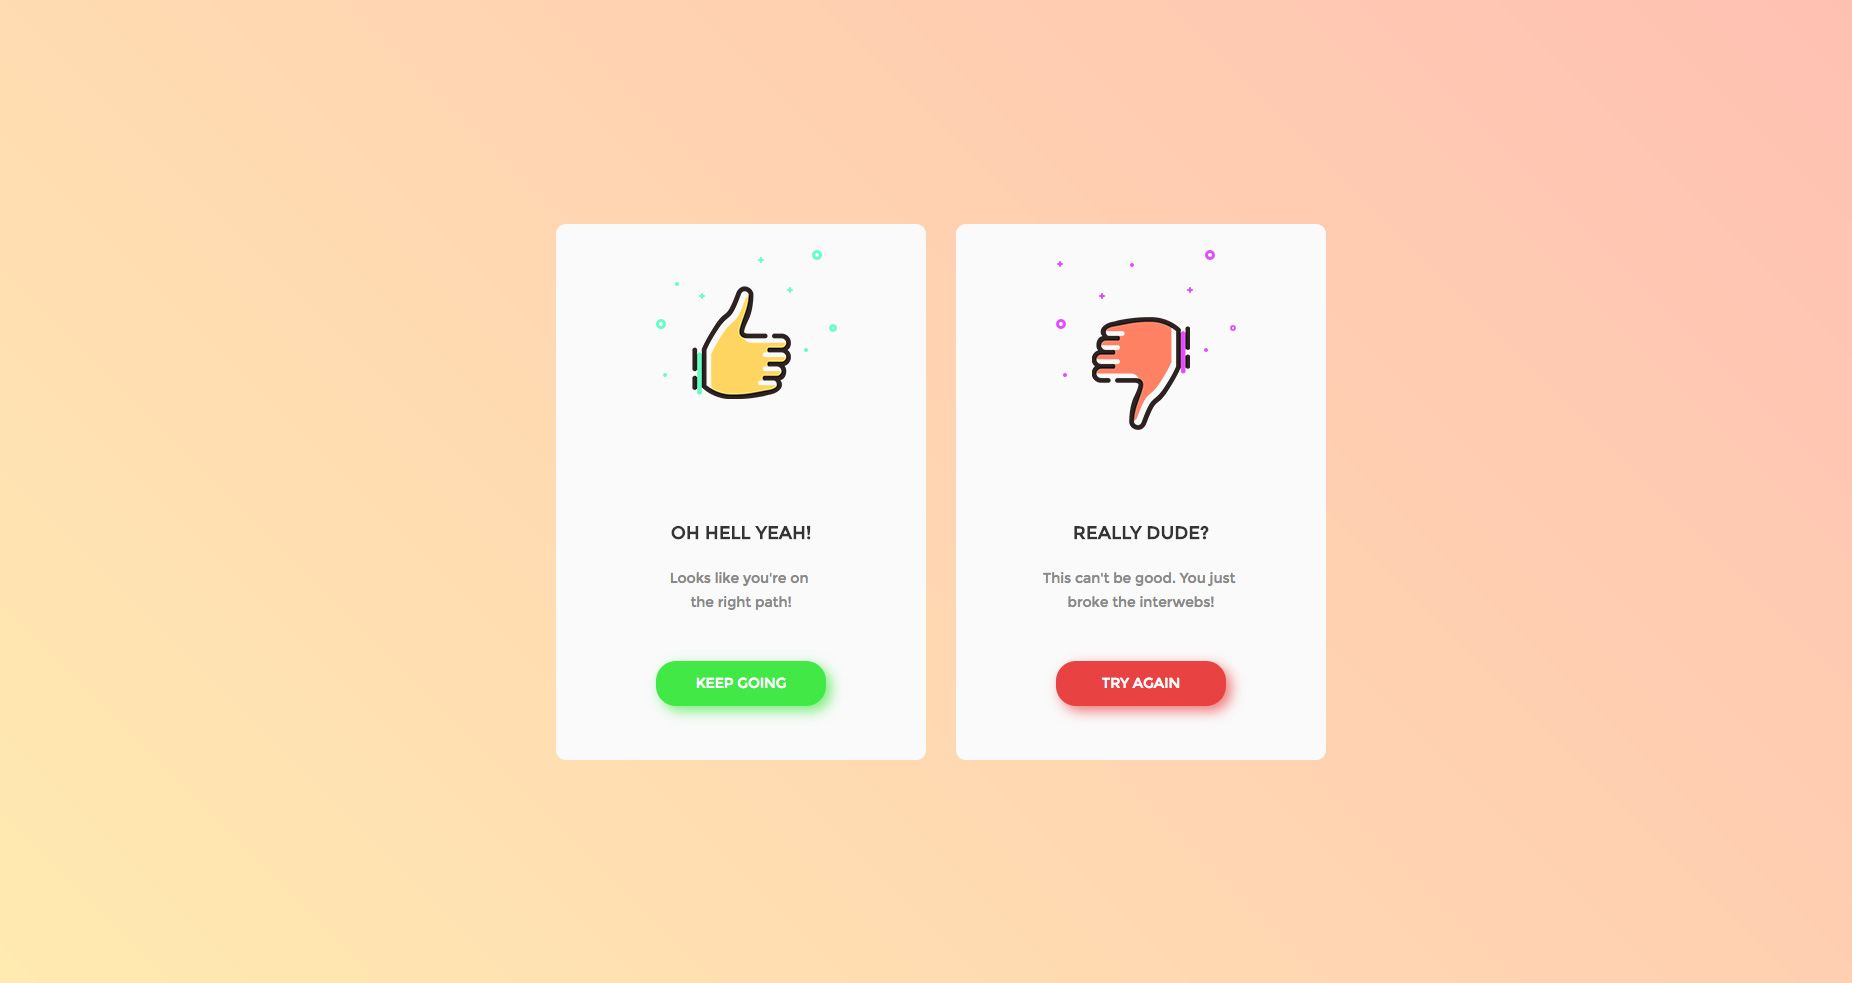 OH HELL YEAH!
Looks like you're on
the right path!
KEEP GOING
REALLY DUDE?
This can't be good. You just
broke the interwebs!
TRY AGAIN